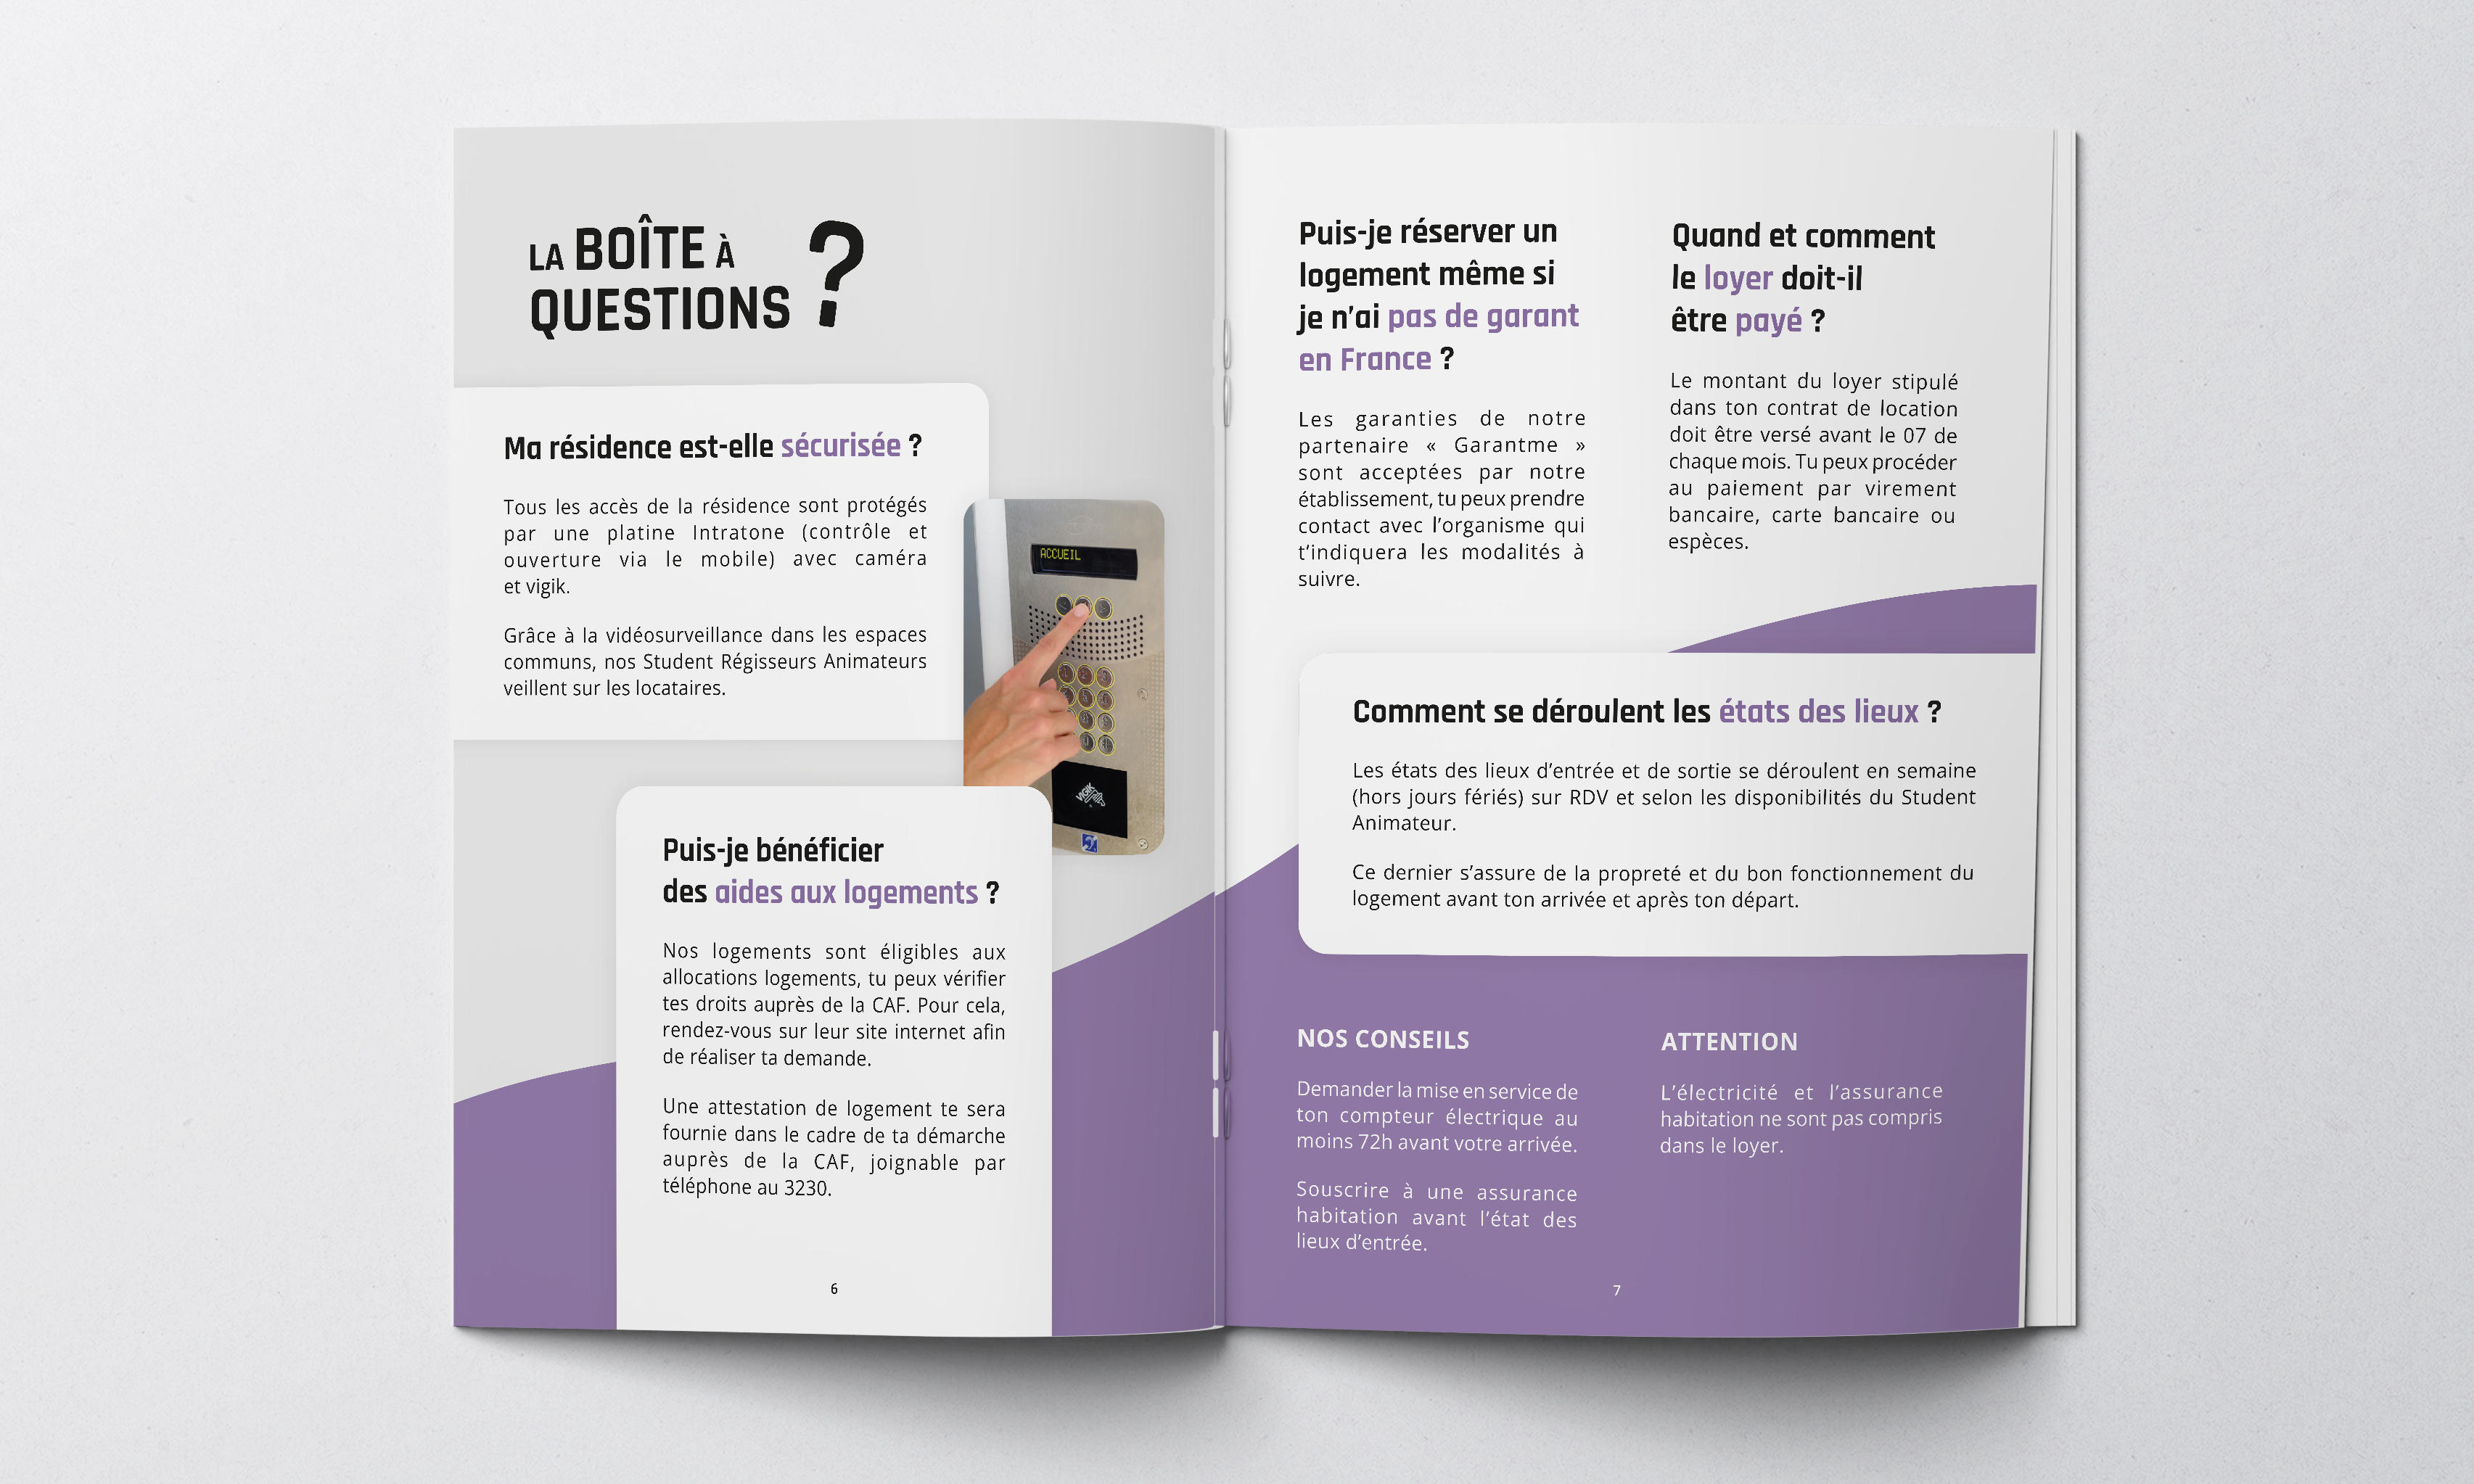 LA BOÎTE À
QUESTIONS ?
Ma résidence est-elle sécurisée ?
Tous les accès de la résidence sont protégés
par une platine Intratone (contrôle et
ouverture via le mobile) avec caméra
et vigik.
Grâce à la vidéosurveillance dans les espaces
communs, nos Student Régisseurs Animateurs
veillent sur les locataires.
ACCUEIL
VIGIK
Puis-je bénéficier
des aides aux logements ?
Nos logements sont éligibles aux
allocations logements, tu peux vérifier
tes droits auprès de la CAF. Pour cela,
rendez-vous sur leur site internet afin
de réaliser ta demande.
Une attestation de logement te sera
fournie dans le cadre de ta démarche
auprès de la CAF, joignable par
téléphone au 3230.
6
Puis-je réserver un
logement même si
je n'ai pas de garant
en France ?
Les garanties de notre
partenaire « Garantme »
sont acceptées par notre
établissement, tu peux prendre
contact avec l'organisme qui
t'indiquera les modalités à
suivre.
Quand et comment
le loyer doit-il
être payé ?
Le montant du loyer stipulé
dans ton contrat de location
doit être versé avant le 07 de
chaque mois. Tu peux procéder
au paiement par virement
bancaire, carte bancaire ou
espèces.
Comment se déroulent les états des lieux ?
Les états des lieux d'entrée et de sortie se déroulent en semaine
(hors jours fériés) sur RDV et selon les disponibilités du Student
Animateur.
Ce dernier s'assure de la propreté et du bon fonctionnement du
logement avant ton arrivée et après ton départ.
NOS CONSEILS
Demander la mise en service de
ton compteur électrique au
moins 72h avant votre arrivée.
Souscrire à une assurance
habitation avant l'état des
lieux d'entrée.
ATTENTION
L'électricité et l'assurance
habitation ne sont pas compris
dans le loyer.
7